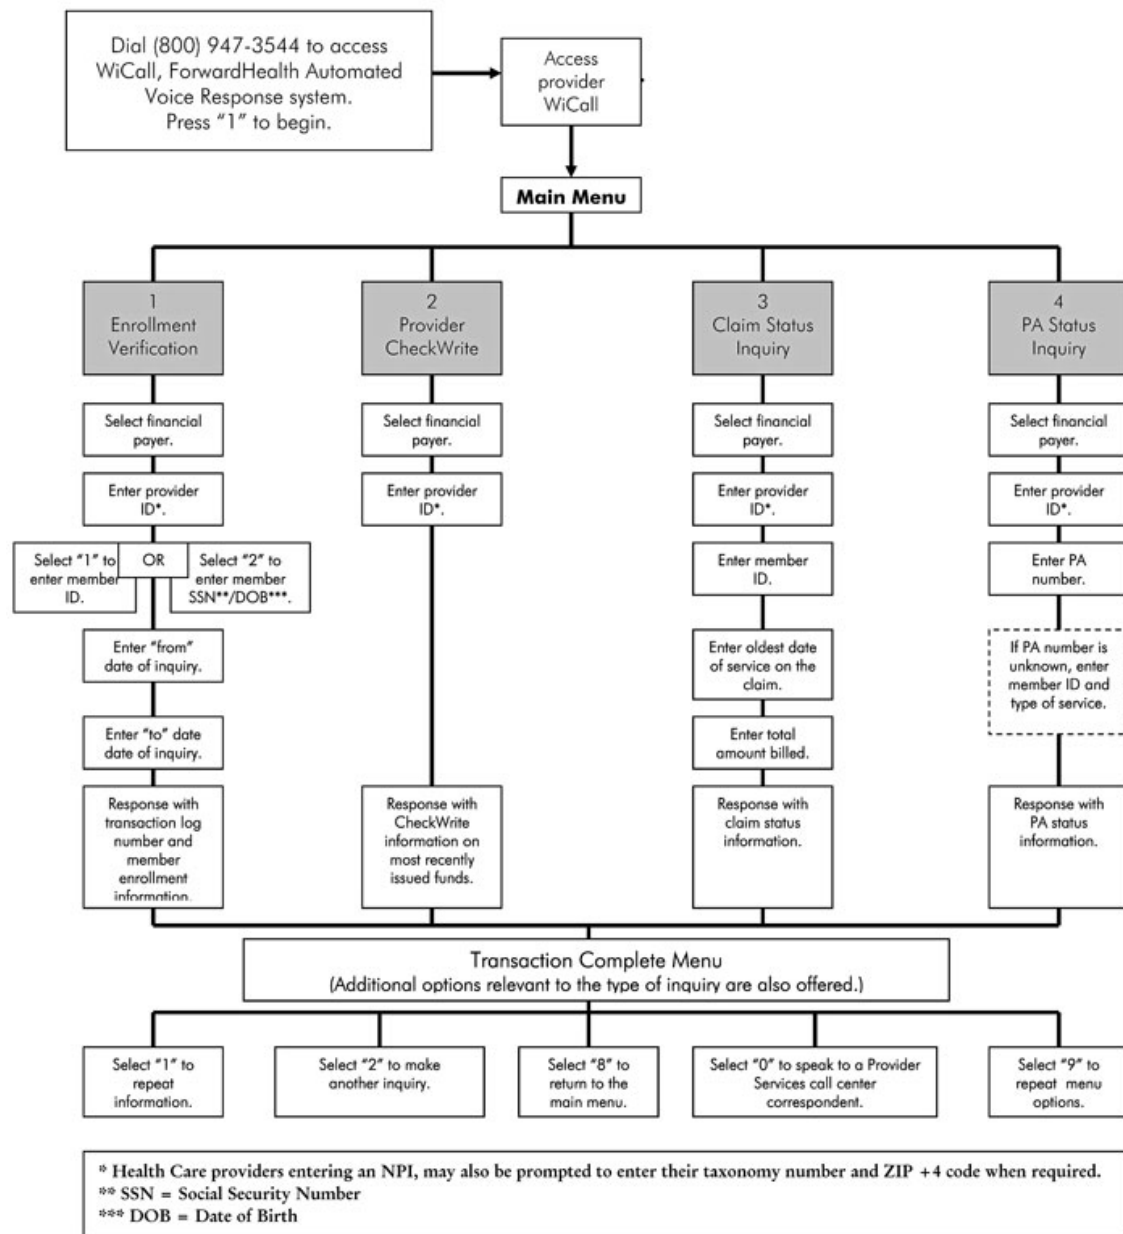 Dial (800) 947-3544 to access
WiCall, ForwardHealth Automated
Voice Response system.
Press “1” to begin.
Access
provider
WiCall
Main Menu
1
Enrollment
Verification
2
Provider
CheckWrite
3
Claim Status
Inquiry
4
PA Status
Inquiry
Select financial
payer.
Select financial
payer.
Select financial
payer.
Select financial
payer.
Enter provider
ID*.
Enter provider
ID*.
Enter provider
ID*.
Enter provider
ID*.
Select “1” to
enter member
ID.
OR
Select “2” to
enter member
SSN**/DOB***.
Enter member
ID.
Enter PA
number.
Enter “from”
date of inquiry.
Enter oldest date
of service on the
claim.
If PA number is
unknown, enter
member ID and
type of service.
Enter “to” date
date of inquiry.
Enter total
amount billed.
Response with
transaction log
number and
member
enrollment
information.
Response with
CheckWrite
information on
most recently
issued funds.
Response with
claim status
information.
Response with
PA status
information.
Transaction Complete Menu
(Additional options relevant to the type of inquiry are also offered.)
Select “1” to
repeat
information.
Select “2” to make
another inquiry.
Select “8” to
return to the
main menu.
Select “0” to speak to a Provider
Services call center
correspondent.
Select “9” to
repeat menu
options.
* Health Care providers entering an NPI, may also be prompted to enter their taxonomy number and ZIP +4 code when required.
** SSN = Social Security Number
*** DOB = Date of Birth